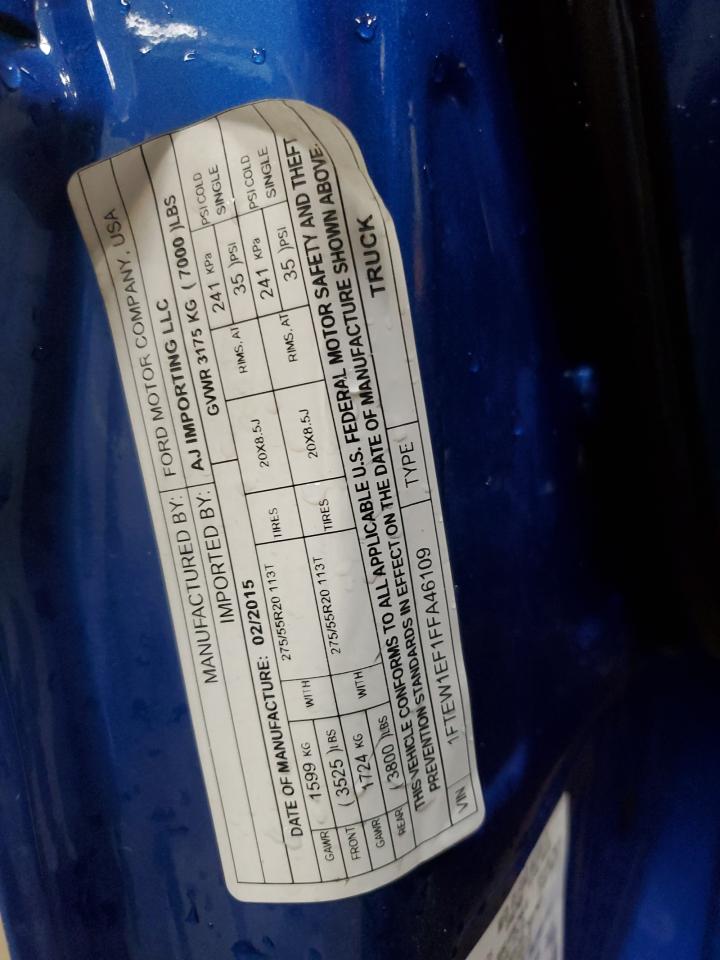 MANUFACTURED BY: FORD MOTOR COMPANY, USA
IMPORTED BY: AJ IMPORTING LLC
DATE OF MANUFACTURE: 02/2015 GVWR 3175 KG ( 7000 )LBS
GAWR 1599 KG WITH 275/55R20 113T TIRES 20X8.5J RIMS, AT 241 KPa PSI COLD
FRONT ( 3525 )LBS 35 )PSI SINGLE
GAWR 1724 KG WITH 275/55R20 113T TIRES 20X8.5J RIMS, AT 241 KPa PSI COLD
REAR ( 3800 )LBS 35 )PSI SINGLE
THIS VEHICLE CONFORMS TO ALL APPLICABLE U.S. FEDERAL MOTOR SAFETY AND THEFT
PREVENTION STANDARDS IN EFFECT ON THE DATE OF MANUFACTURE SHOWN ABOVE.
VIN 1FTEW1EF1FFA46109 TYPE TRUCK